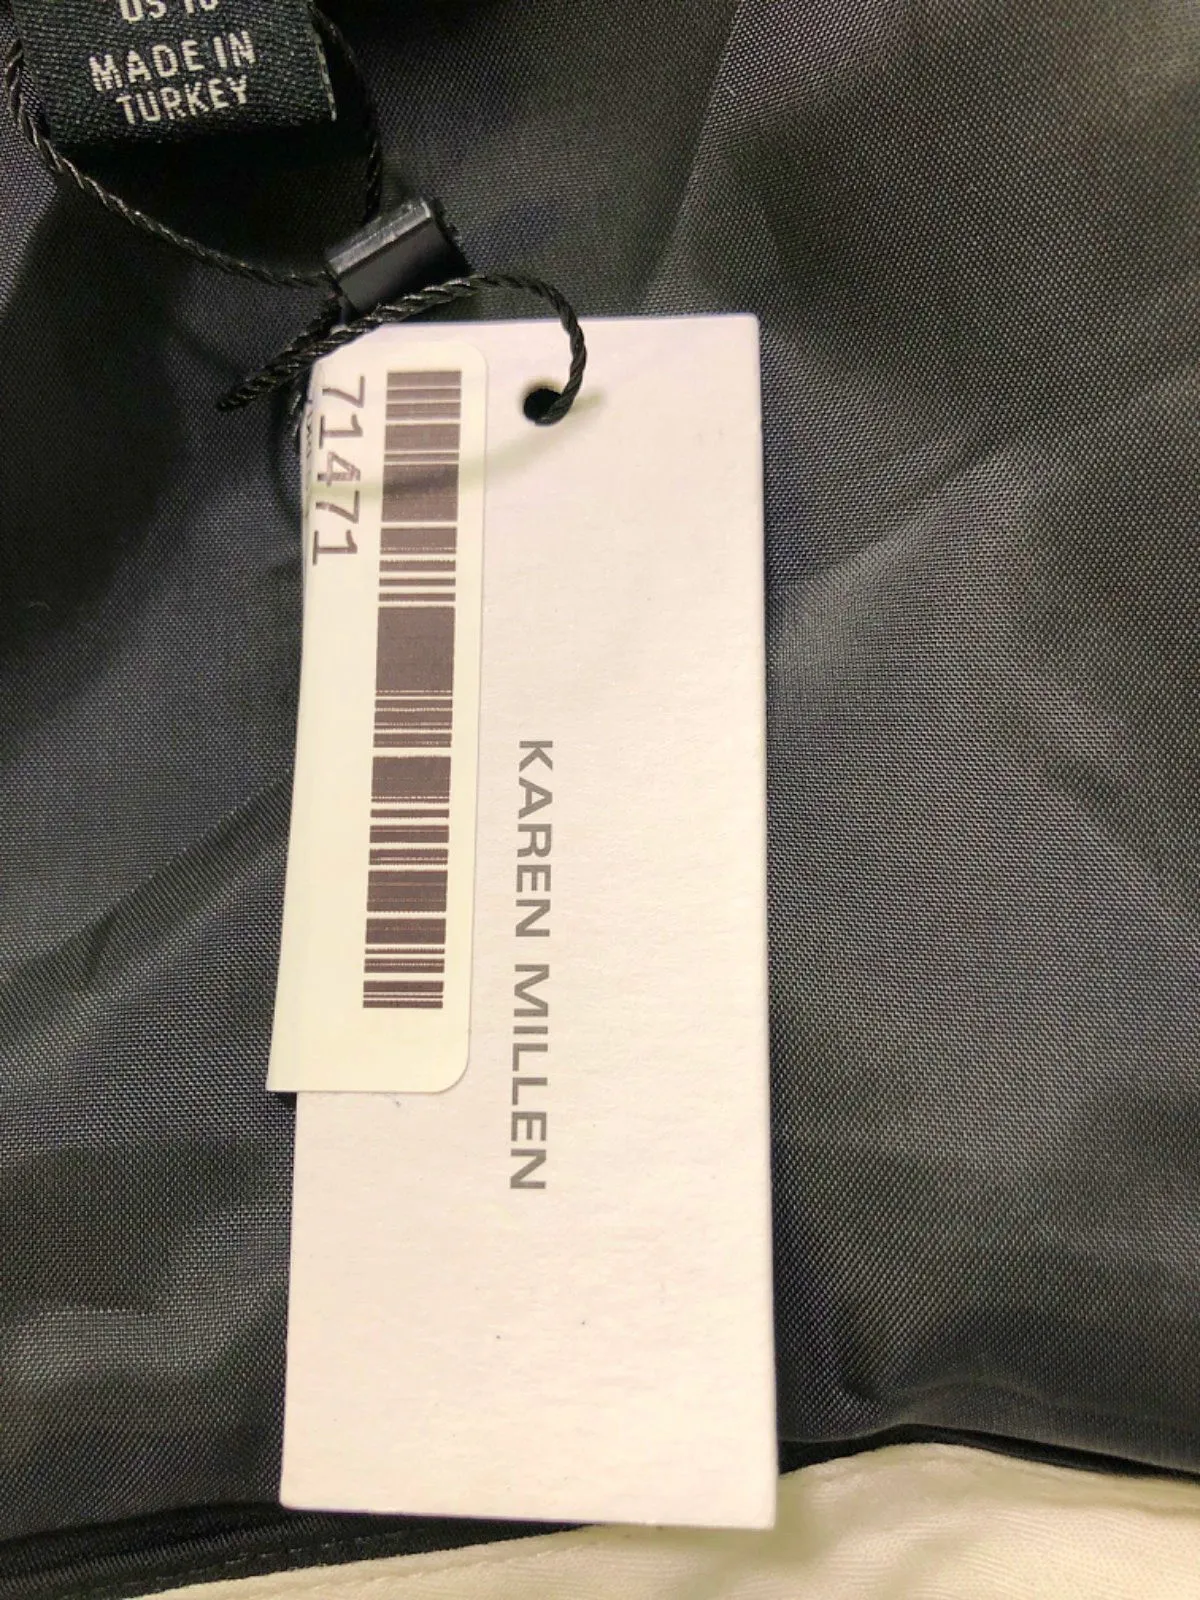 MADE IN
TURKEY
71471
KAREN MILLEN